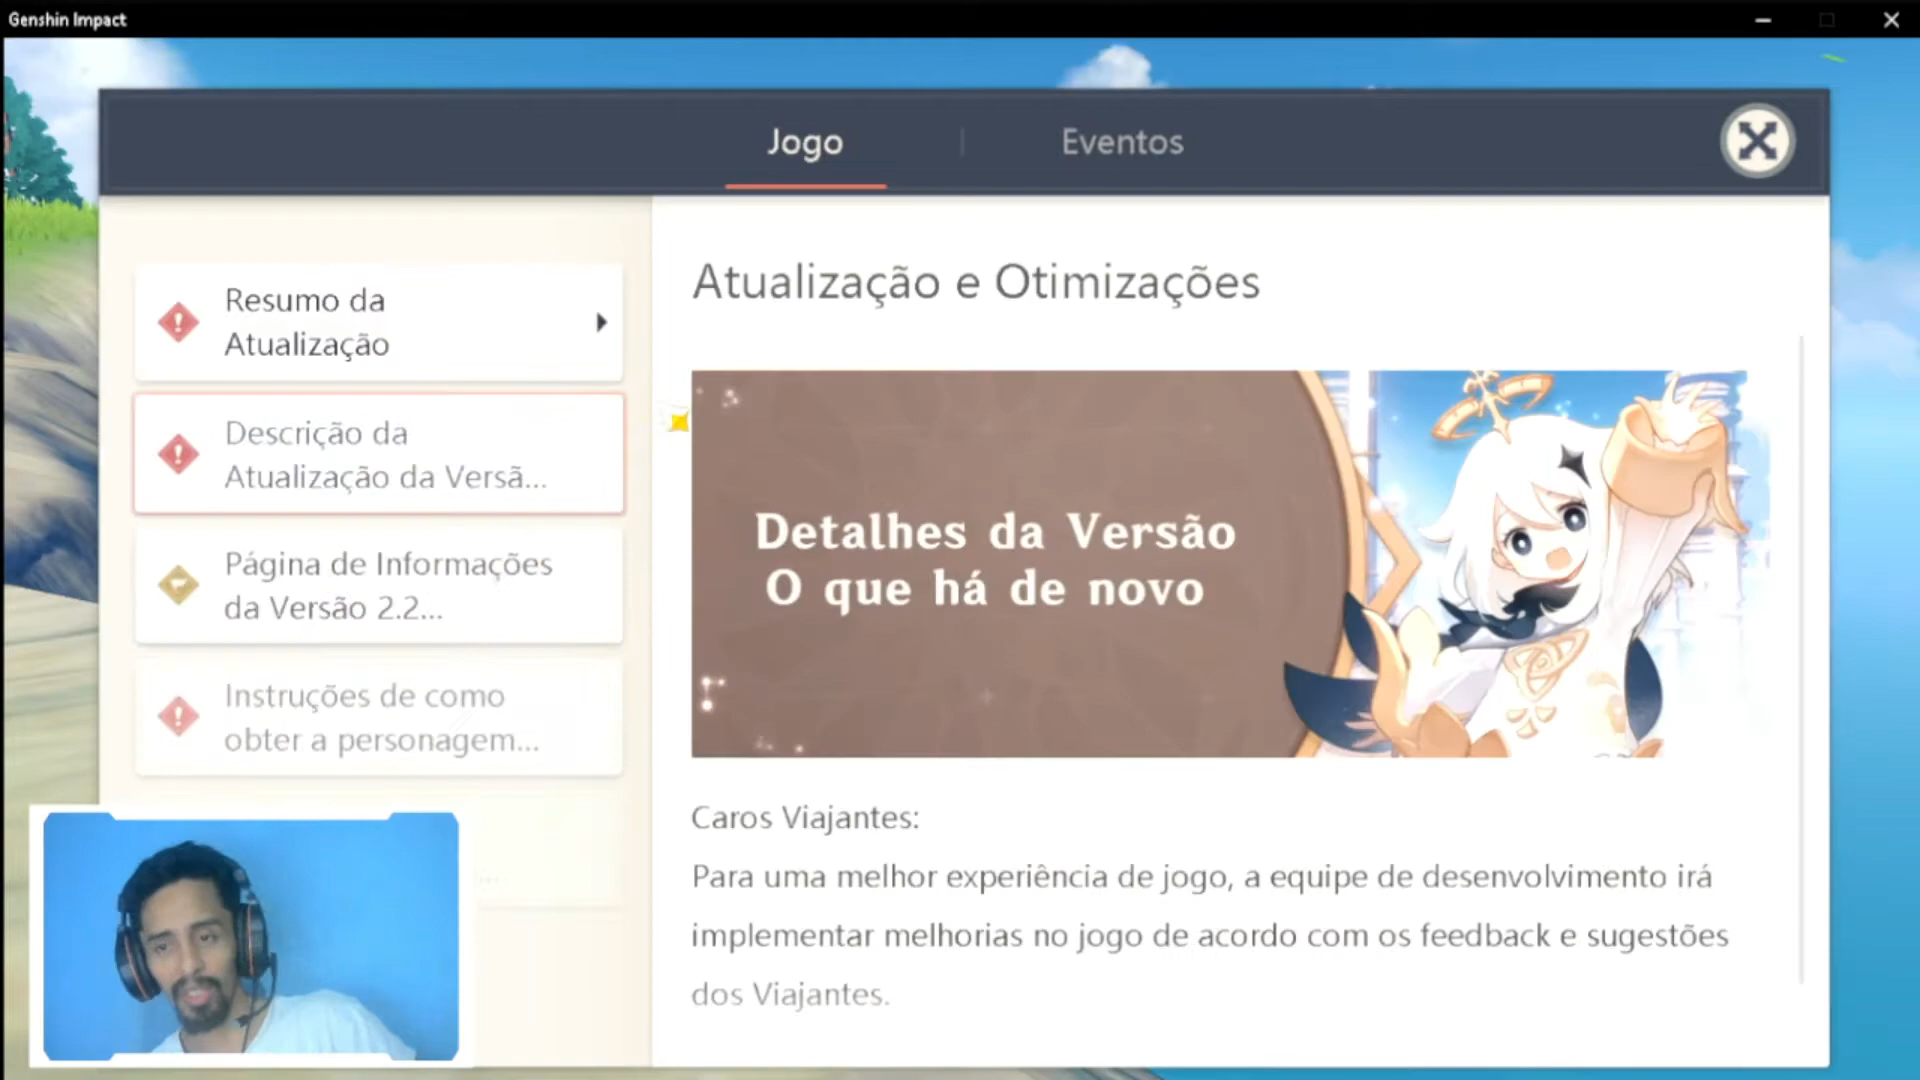 Genshin Impact
Jogo
Eventos
Resumo da
Atualização
Descrição da
Atualização da Versã...
Página de Informações
da Versão 2.2...
Instruções de como
obter a personagem...
Atualização e Otimizações
Detalhes da Versão
O que há de novo
Caros Viajantes:
Para uma melhor experiência de jogo, a equipe de desenvolvimento irá
implementar melhorias no jogo de acordo com os feedback e sugestões
dos Viajantes.